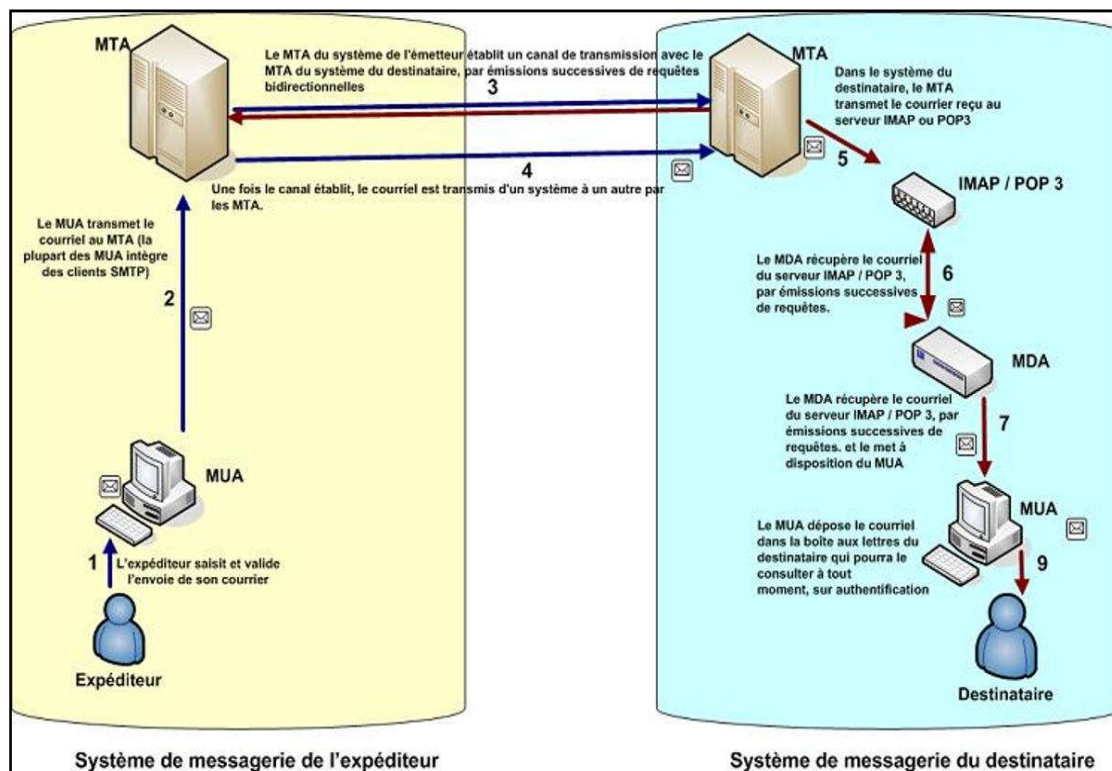 MTA
Le MTA du système de l'émetteur établit un canal de transmission avec le
MTA du système du destinataire, par émissions successives de requêtes
bidirectionnelles
3
MTA
Dans le système du
destinataire, le MTA
transmet le courrier reçu au
serveur IMAP ou POP3
5
4
Une fois le canal établit, le courriel est transmis d'un système à un autre par
les MTA.
IMAP / POP 3
Le MUA transmet le
courriel au MTA (la
plupart des MUA intègre
des clients SMTP)
2
Le MDA récupère le courriel
du serveur IMAP / POP 3,
par émissions successives
de requêtes.
6
MDA
Le MDA récupère le courriel
du serveur IMAP / POP 3, par
émissions successives de
requêtes. et le met à
disposition du MUA
7
MUA
MUA
Le MUA dépose le courriel
dans la boîte aux lettres du
destinataire qui pourra le
consulter à tout
moment, sur authentification
9
1
L'expéditeur saisit et valide
l'envoie de son courrier
Expéditeur
Destinataire
Système de messagerie de l'expéditeur
Système de messagerie du destinataire